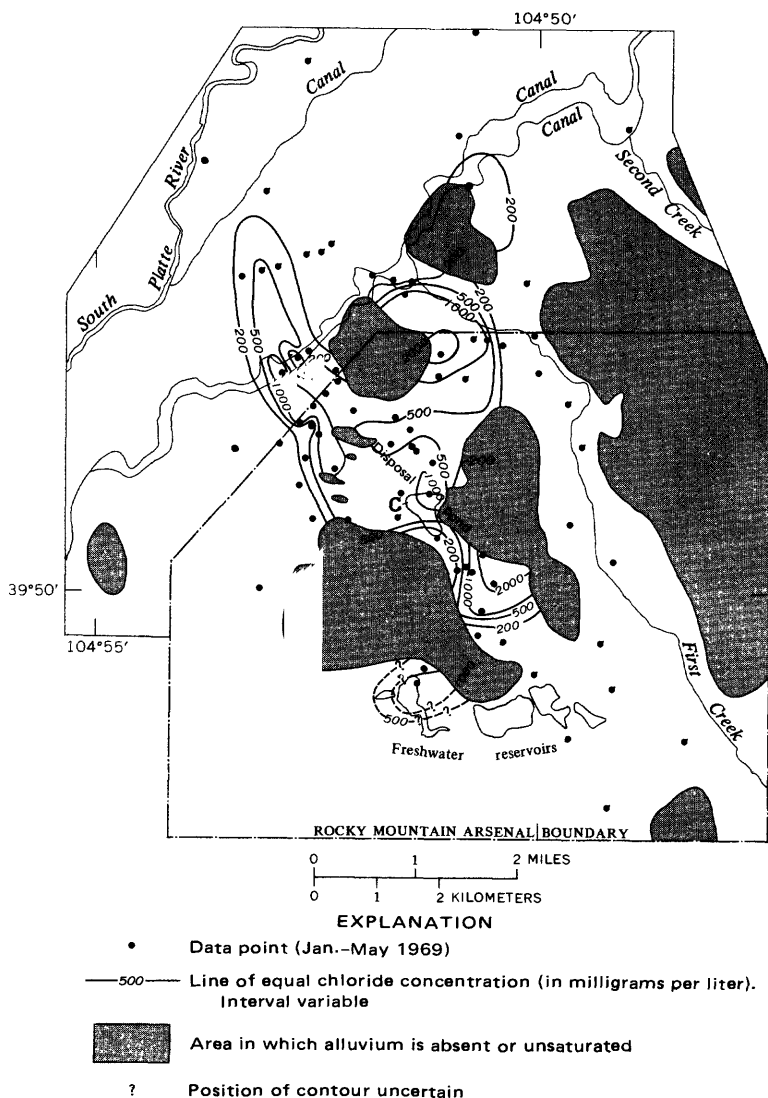 104°50'
Canal
Canal
Canal
River
Second
Creek
200
Platte
South
200
500
1000
200
500
200
1000
500
Disposal
500
1000
C
39°50'
200
1000
2000
500
200
104°55'
First
Creek
500
?
Freshwater reservoirs
ROCKY MOUNTAIN ARSENAL BOUNDARY
0 1 2 MILES
0 1 2 KILOMETERS
EXPLANATION
Data point (Jan.–May 1969)
500 Line of equal chloride concentration (in milligrams per liter).
Interval variable
Area in which alluvium is absent or unsaturated
? Position of contour uncertain